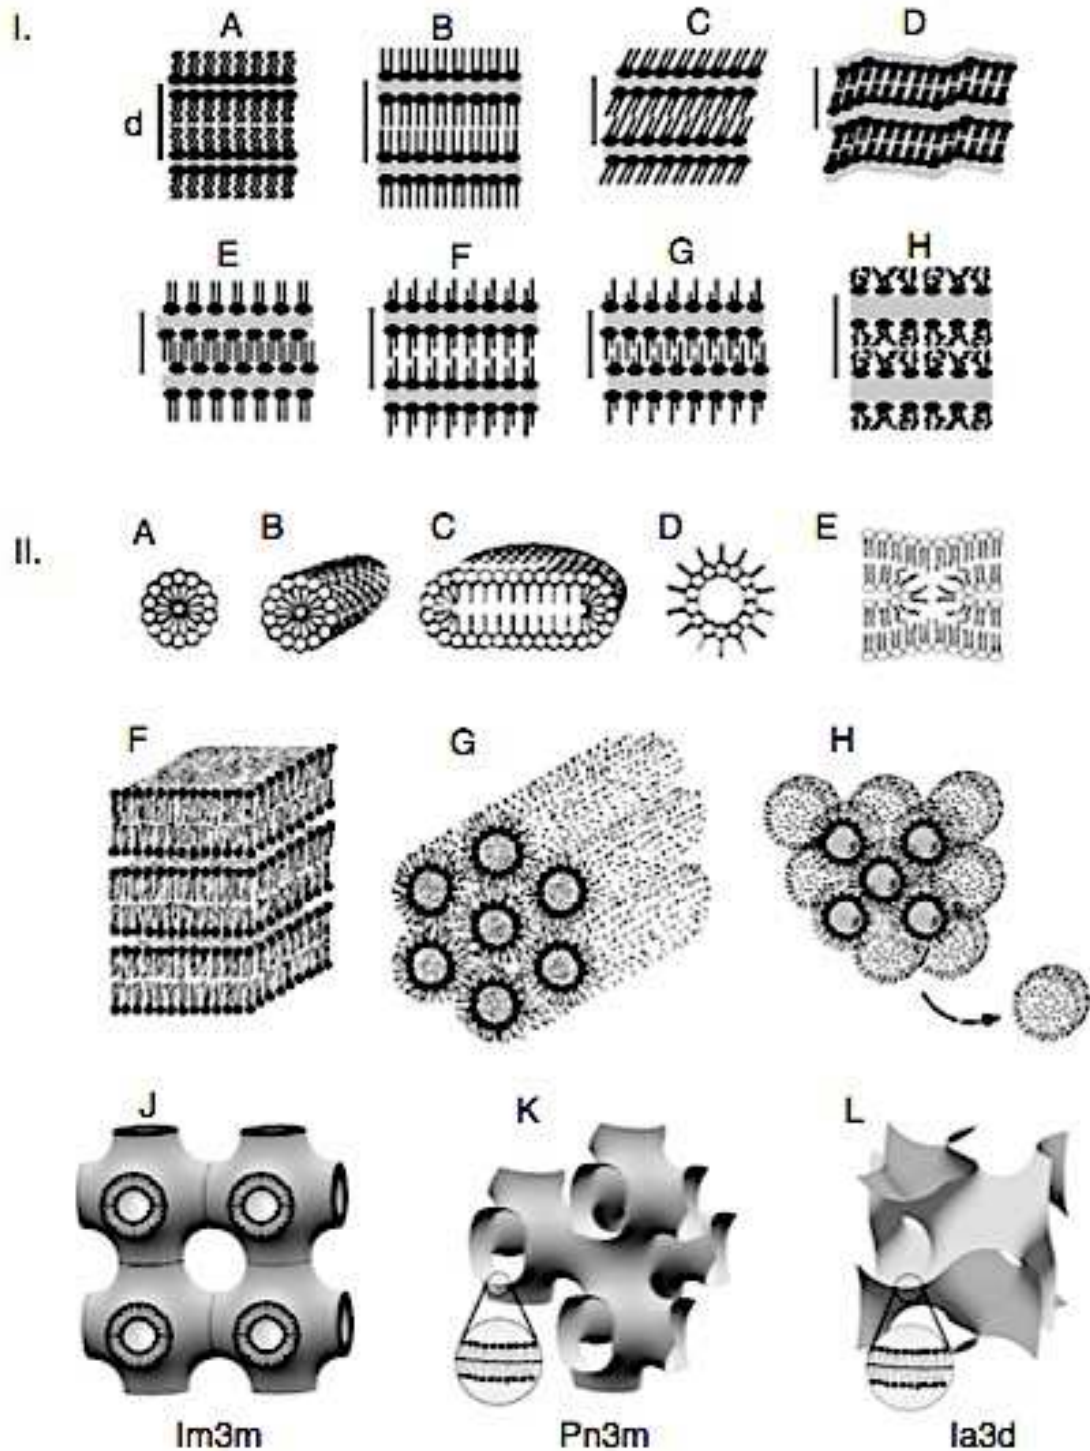 I.
A B C D
d
E F G H
II.
A B C D E
F G H
J K L
Im3m Pn3m Ia3d